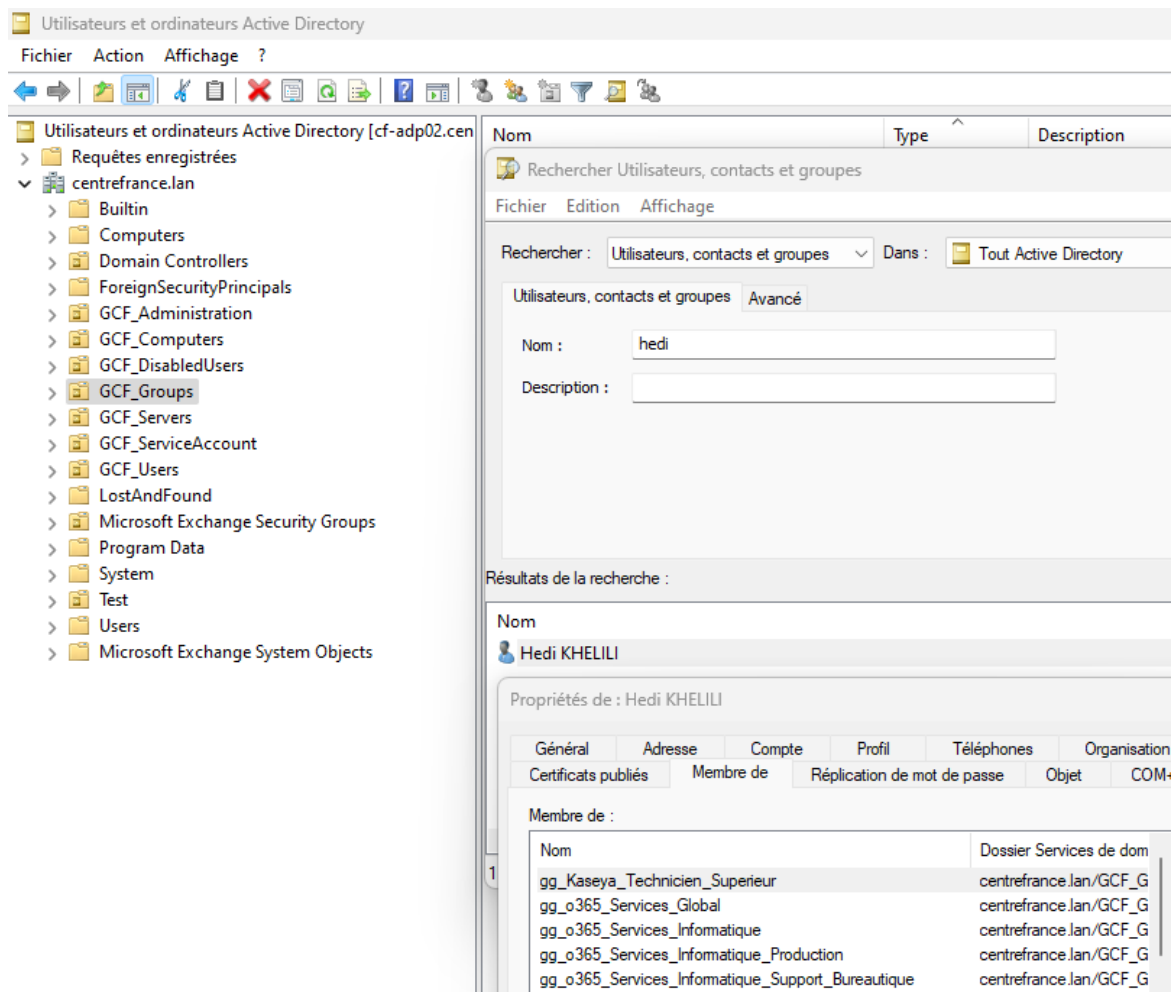 Utilisateurs et ordinateurs Active Directory
Fichier Action Affichage ?
Utilisateurs et ordinateurs Active Directory [cf-adp02.cen
Requêtes enregistrées
centrefrance.lan
Builtin
Computers
Domain Controllers
ForeignSecurityPrincipals
GCF_Administration
GCF_Computers
GCF_DisabledUsers
GCF_Groups
GCF_Servers
GCF_ServiceAccount
GCF_Users
LostAndFound
Microsoft Exchange Security Groups
Program Data
System
Test
Users
Microsoft Exchange System Objects
Nom Type Description
Rechercher Utilisateurs, contacts et groupes
Fichier Edition Affichage
Rechercher : Utilisateurs, contacts et groupes Dans : Tout Active Directory
Utilisateurs, contacts et groupes Avancé
Nom : hedi
Description :
Résultats de la recherche :
Nom
Hedi KHELILI
1
Propriétés de : Hedi KHELILI
Général Adresse Compte Profil Téléphones Organisation
Certificats publiés Membre de Réplication de mot de passe Objet COM+
Membre de :
Nom Dossier Services de dom
gg_Kaseya_Technicien_Superieur centrefrance.lan/GCF_G
gg_o365_Services_Global centrefrance.lan/GCF_G
gg_o365_Services_Informatique centrefrance.lan/GCF_G
gg_o365_Services_Informatique_Production centrefrance.lan/GCF_G
gg_o365_Services_Informatique_Support_Bureautique centrefrance.lan/GCF_G